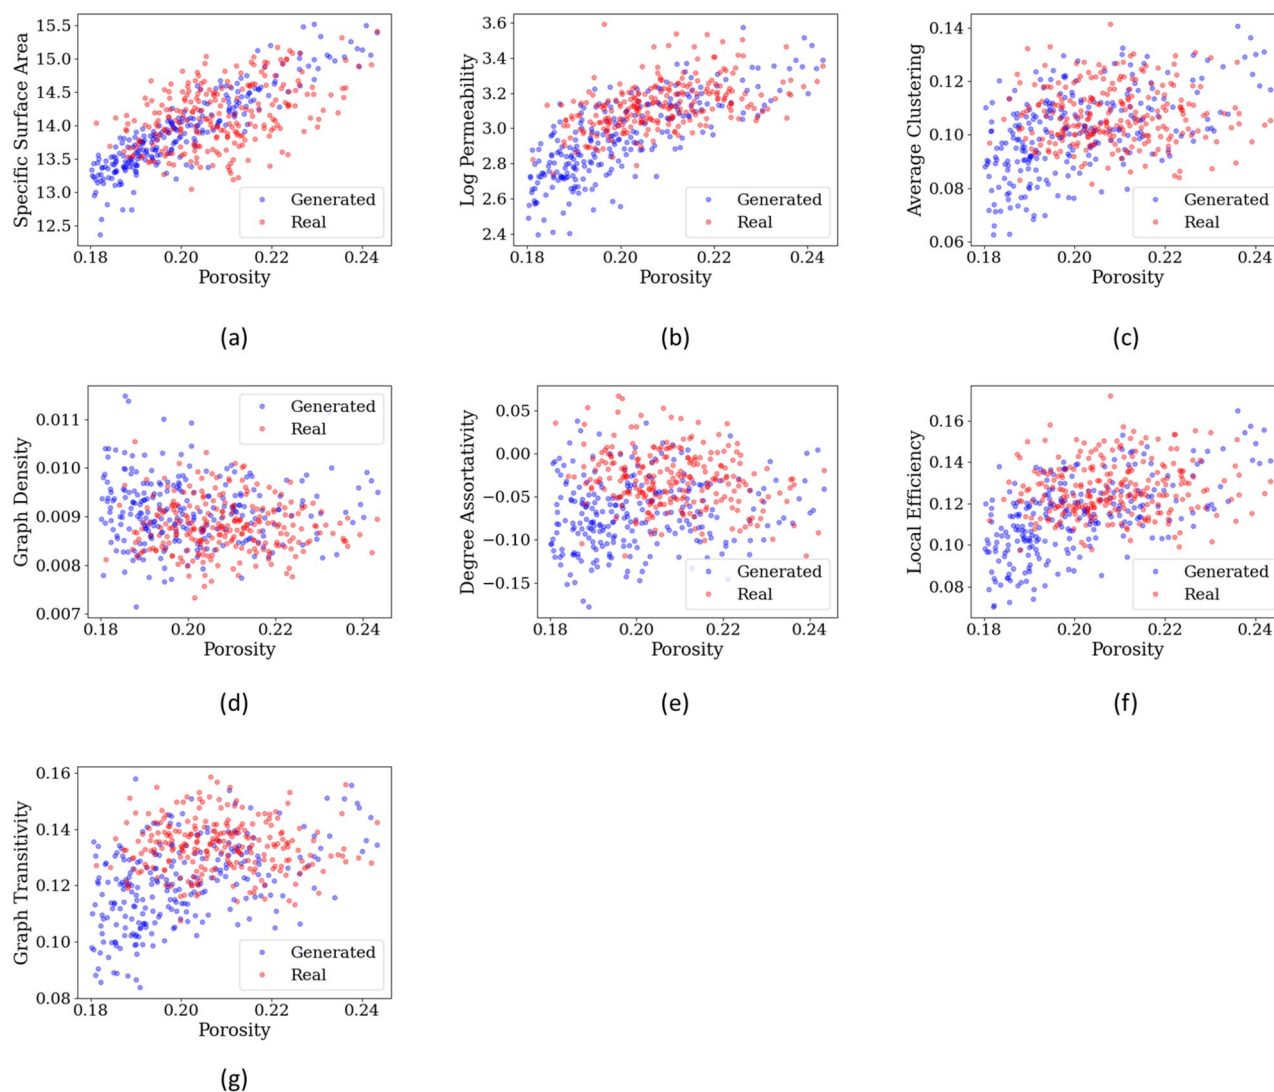 15.5
15.0
14.5
14.0
13.5
13.0
12.5
Specific Surface Area
Generated
Real
0.18 0.20 0.22 0.24
Porosity
(a)
3.6
3.4
3.2
3.0
2.8
2.6
2.4
Log Permeability
Generated
Real
0.18 0.20 0.22 0.24
Porosity
(b)
0.14
0.12
0.10
0.08
0.06
Average Clustering
Generated
Real
0.18 0.20 0.22 0.24
Porosity
(c)
0.011
0.010
0.009
0.008
0.007
Graph Density
Generated
Real
0.18 0.20 0.22 0.24
Porosity
(d)
0.05
0.00
−0.05
−0.10
−0.15
Degree Assortativity
Generated
Real
0.18 0.20 0.22 0.24
Porosity
(e)
0.16
0.14
0.12
0.10
0.08
Local Efficiency
Generated
Real
0.18 0.20 0.22 0.24
Porosity
(f)
0.16
0.14
0.12
0.10
0.08
Graph Transitivity
Generated
Real
0.18 0.20 0.22 0.24
Porosity
(g)